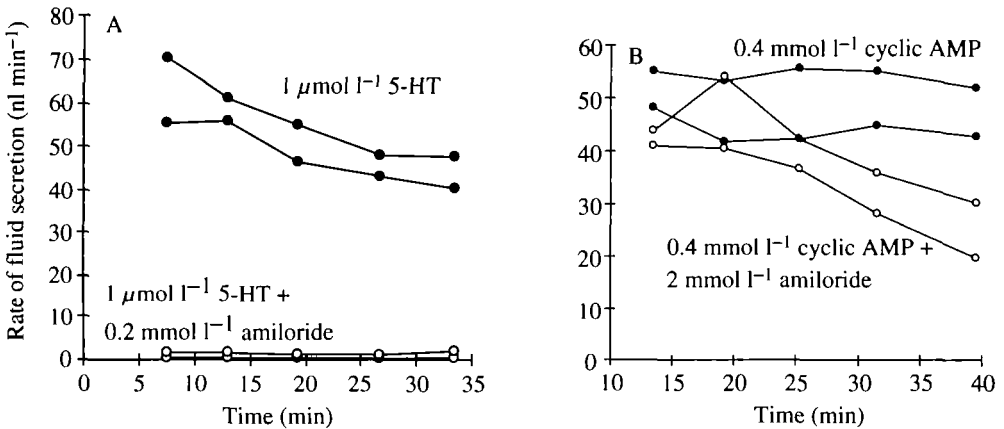 A
Rate of fluid secretion (nl min⁻¹)
80
70
60
50
40
30
20
10
0
1 μmol l⁻¹ 5-HT
1 μmol l⁻¹ 5-HT +
0.2 mmol l⁻¹ amiloride
0 5 10 15 20 25 30 35
Time (min)
B
60
50
40
30
20
10
0
0.4 mmol l⁻¹ cyclic AMP
0.4 mmol l⁻¹ cyclic AMP +
2 mmol l⁻¹ amiloride
10 15 20 25 30 35 40
Time (min)